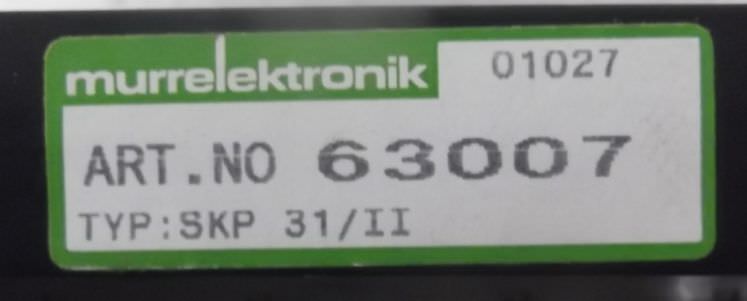 murrelektronik 01027
ART.NO 63007
TYP:SKP 31/II